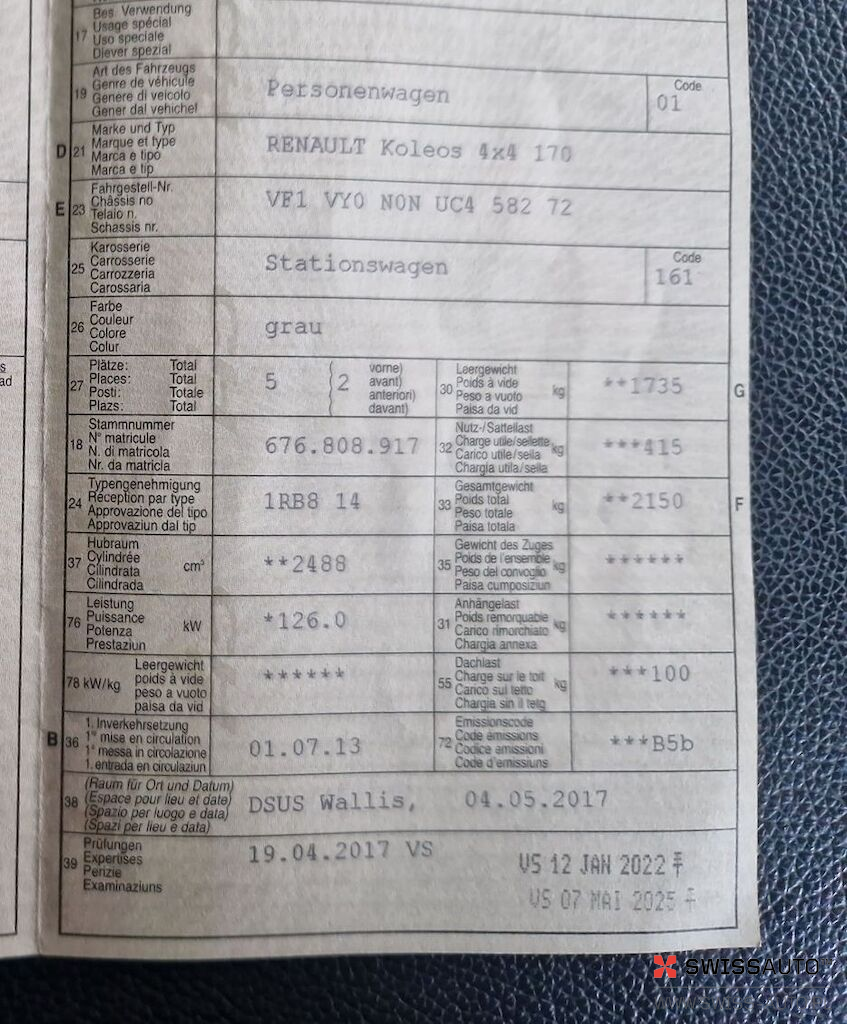 Bes. Verwendung
17 Usage spécial
Uso speciale
Diever spezial
Art des Fahrzeugs
19 Genre de véhicule
Genere di veicolo
Gener dal vehichel
Personenwagen
Code
01
Marke und Typ
D 21 Marque et type
Marca e tipo
Marca e tip
RENAULT Koleos 4x4 170
Fahrgestell-Nr.
E 23 Châssis no
Telaio n.
Schassis nr.
VF1 VY0 N0N UC4 582 72
Karosserie
25 Carrosserie
Carrozzeria
Carossaria
Stationswagen
Code
161
Farbe
26 Couleur
Colore
Colur
grau
Plätze: Total
27 Places: Total
Posti: Totale
Plazs: Total
5
2
vorne)
avant)
anteriori)
davant)
Leergewicht
30 Poids à vide kg
Peso a vuoto
Paisa da vid
**1735
G
Stammnummer
18 N° matricule
N. di matricola
Nr. da matricla
676.808.917
Nutz-/Sattellast
32 Charge utile/sellette kg
Carico utile/sella
Chargia utila/sella
***415
Typengenehmigung
24 Réception par type
Approvazione del tipo
Approvaziun dal tip
1RB8 14
Gesamtgewicht
33 Poids total kg
Peso totale
Paisa totala
**2150
F
Hubraum
37 Cylindrée cm³
Cilindrata
Cilindrada
**2488
Gewicht des Zuges
35 Poids de l'ensemble kg
Peso del convoglio
Paisa cumposiziun
******
Leistung
76 Puissance kW
Potenza
Prestaziun
*126.0
Anhängelast
31 Poids remorquable kg
Carico rimorchiato
Chargia annexa
******
Leergewicht
78 kW/kg poids à vide
peso a vuoto
paisa da vid
******
Dachlast
55 Charge sur le toit kg
Carico sul tetto
Chargia sin il tetg
***100
1. Inverkehrsetzung
B 36 1re mise en circulation
1a messa in circolazione
1. entrada en circulaziun
01.07.13
Emissionscode
72 Code émissions
Codice emissioni
Code d'emissiuns
***B5b
(Raum für Ort und Datum)
38 (Espace pour lieu et date)
(Spazio per luogo e data)
(Spazi per lieu e data)
DSUS Wallis, 04.05.2017
Prüfungen
39 Expertises
Perizie
Examinaziuns
19.04.2017 VS
VS 12 JAN 2022
VS 07 MAI 2025
SWISSAUTO